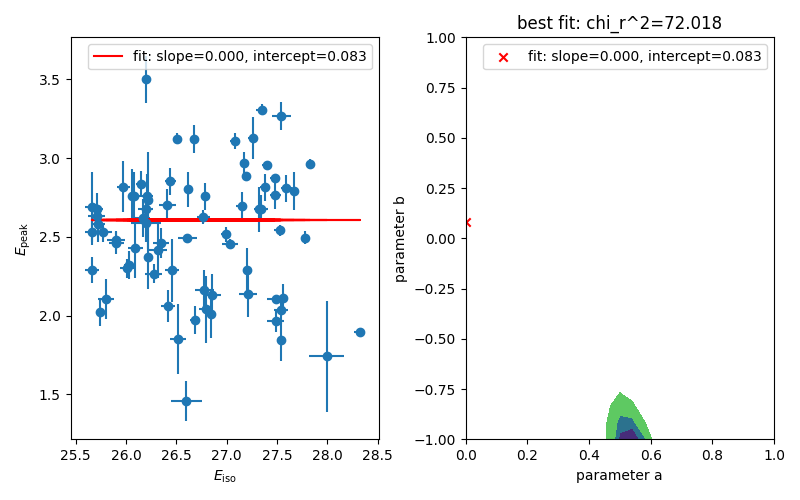 best fit: chi_r^2=72.018
fit: slope=0.000, intercept=0.083
3.5
3.0
2.5
2.0
1.5
E_peak
25.5 26.0 26.5 27.0 27.5 28.0 28.5
E_iso
fit: slope=0.000, intercept=0.083
1.00
0.75
0.50
0.25
0.00
−0.25
−0.50
−0.75
−1.00
parameter b
0.0 0.2 0.4 0.6 0.8 1.0
parameter a